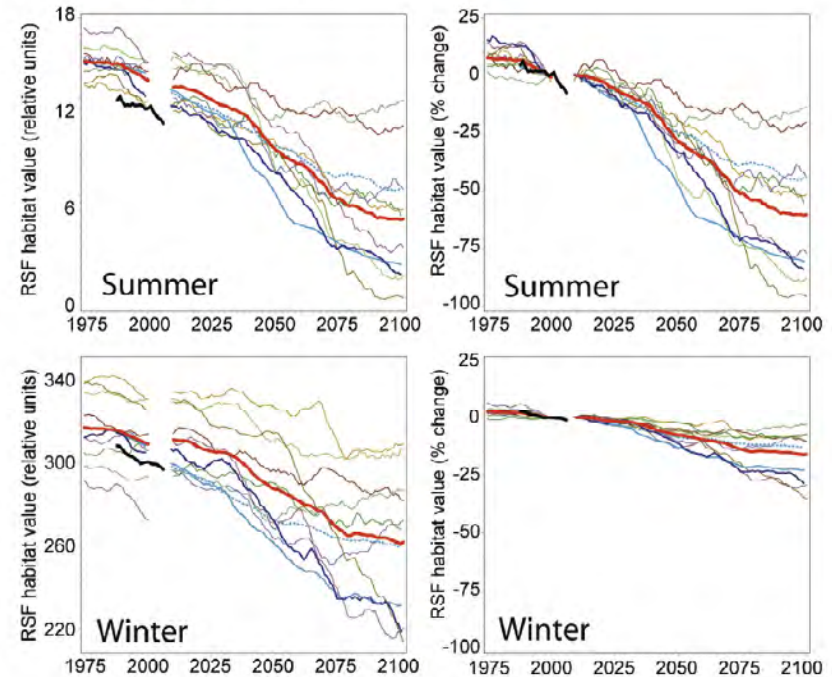 RSF habitat value (relative units)
18
12
6
0
Summer
1975 2000 2025 2050 2075 2100
RSF habitat value (% change)
25
0
-25
-50
-75
-100
Summer
1975 2000 2025 2050 2075 2100
RSF habitat value (relative units)
340
300
260
220
Winter
1975 2000 2025 2050 2075 2100
RSF habitat value (% change)
25
0
-25
-50
-75
-100
Winter
1975 2000 2025 2050 2075 2100